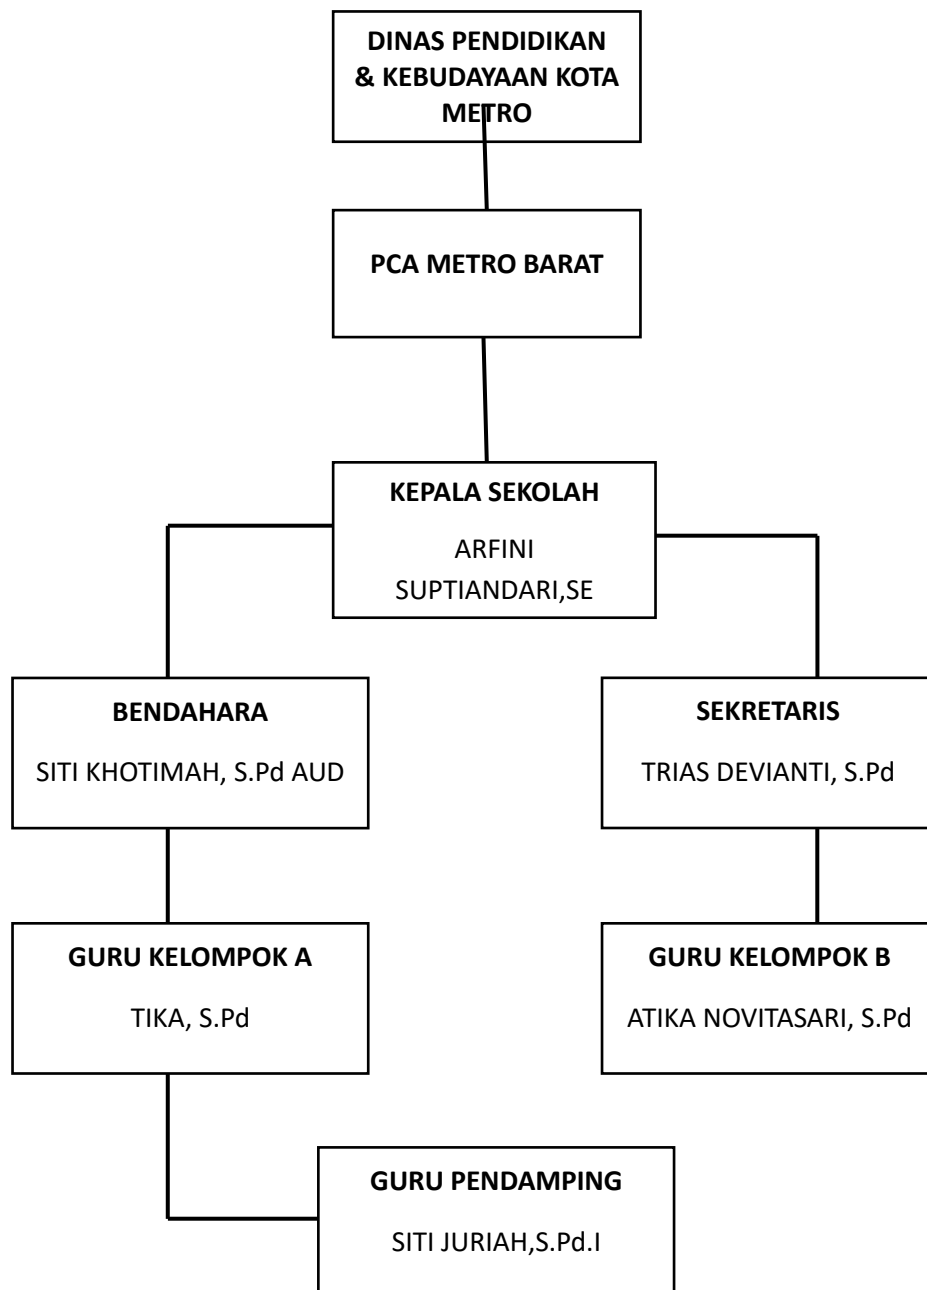 DINAS PENDIDIKAN
& KEBUDAYAAN KOTA
METRO
PCA METRO BARAT
KEPALA SEKOLAH
ARFINI
SUPTIANDARI,SE
BENDAHARA
SITI KHOTIMAH, S.Pd AUD
SEKRETARIS
TRIAS DEVIANTI, S.Pd
GURU KELOMPOK A
TIKA, S.Pd
GURU KELOMPOK B
ATIKA NOVITASARI, S.Pd
GURU PENDAMPING
SITI JURIAH,S.Pd.I